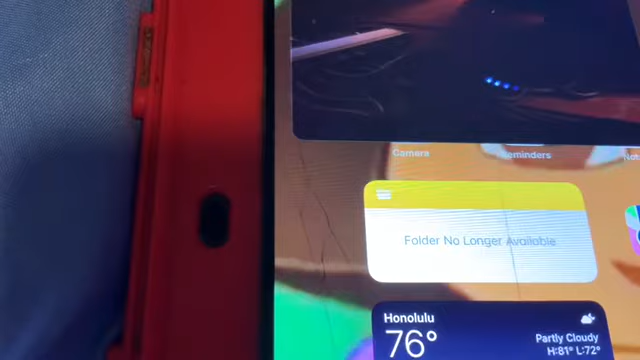 Camera
Reminders
Folder No Longer Available
Honolulu
76°
Partly Cloudy
H:81° L:72°